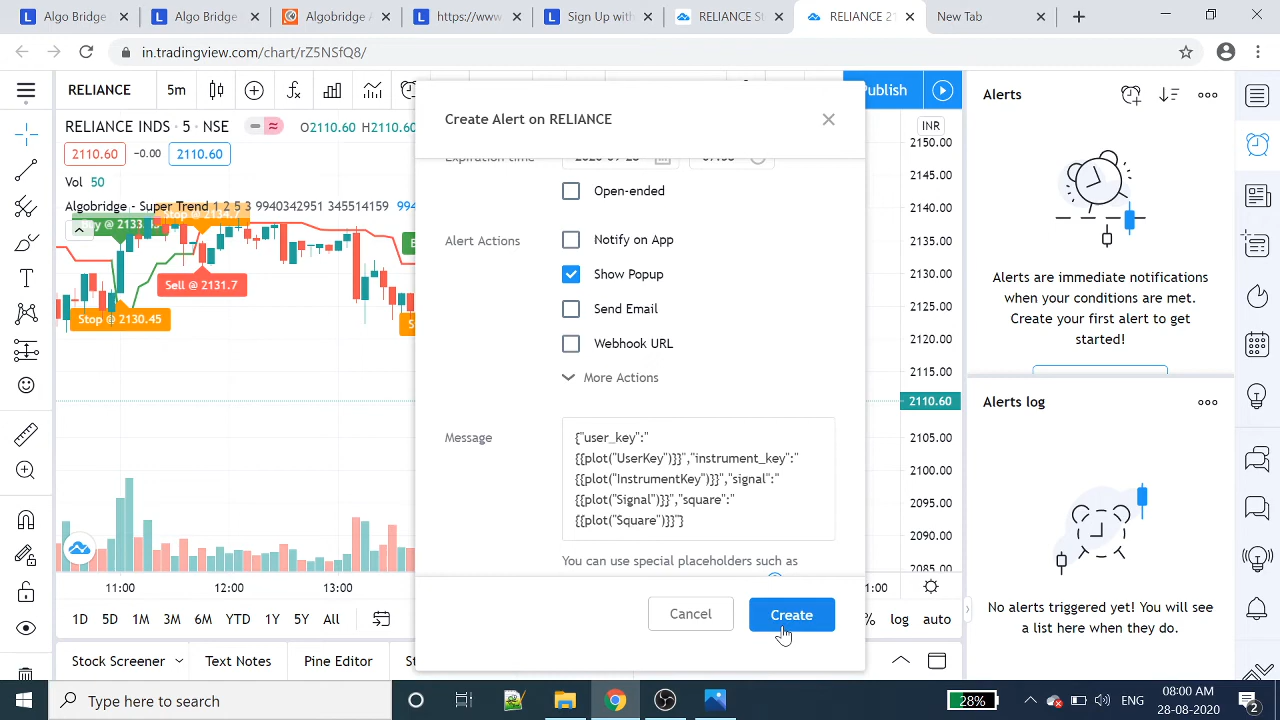 Algo Bridge
Algo Bridge
Algobridge A
https://www
Sign Up with
RELIANCE S
RELIANCE 2
New Tab
in.tradingview.com/chart/rZ5NSfQ8/
RELIANCE
5m
Publish
RELIANCE INDS · 5 · NSE
O2110.60 H2110.60
2110.60
-0.00
2110.60
Vol 50
Algobridge - Super Trend 1 2 5 3 9940342951 345514159
Stop @ 2134.7
Sell @ 2131.7
Stop @ 2130.45
11:00
12:00
13:00
1D 5D 1M 3M 6M YTD 1Y 5Y All
Stock Screener
Text Notes
Pine Editor
Create Alert on RELIANCE
Expiration time
Open-ended
Alert Actions
Notify on App
Show Popup
Send Email
Webhook URL
More Actions
Message
{"user_key":"
{{plot("UserKey")}}","instrument_key":"
{{plot("InstrumentKey")}}","signal":"
{{plot("Signal")}}","square":"
{{plot("Square")}}"}
You can use special placeholders such as
Cancel
Create
INR
2150.00
2145.00
2140.00
2135.00
2130.00
2125.00
2120.00
2115.00
2110.60
2105.00
2100.00
2095.00
2090.00
2085.00
% log auto
Alerts
Alerts are immediate notifications
when your conditions are met.
Create your first alert to get
started!
Alerts log
No alerts triggered yet! You will see
a list here when they do.
Type here to search
28%
ENG
08:00 AM
28-08-2020
2